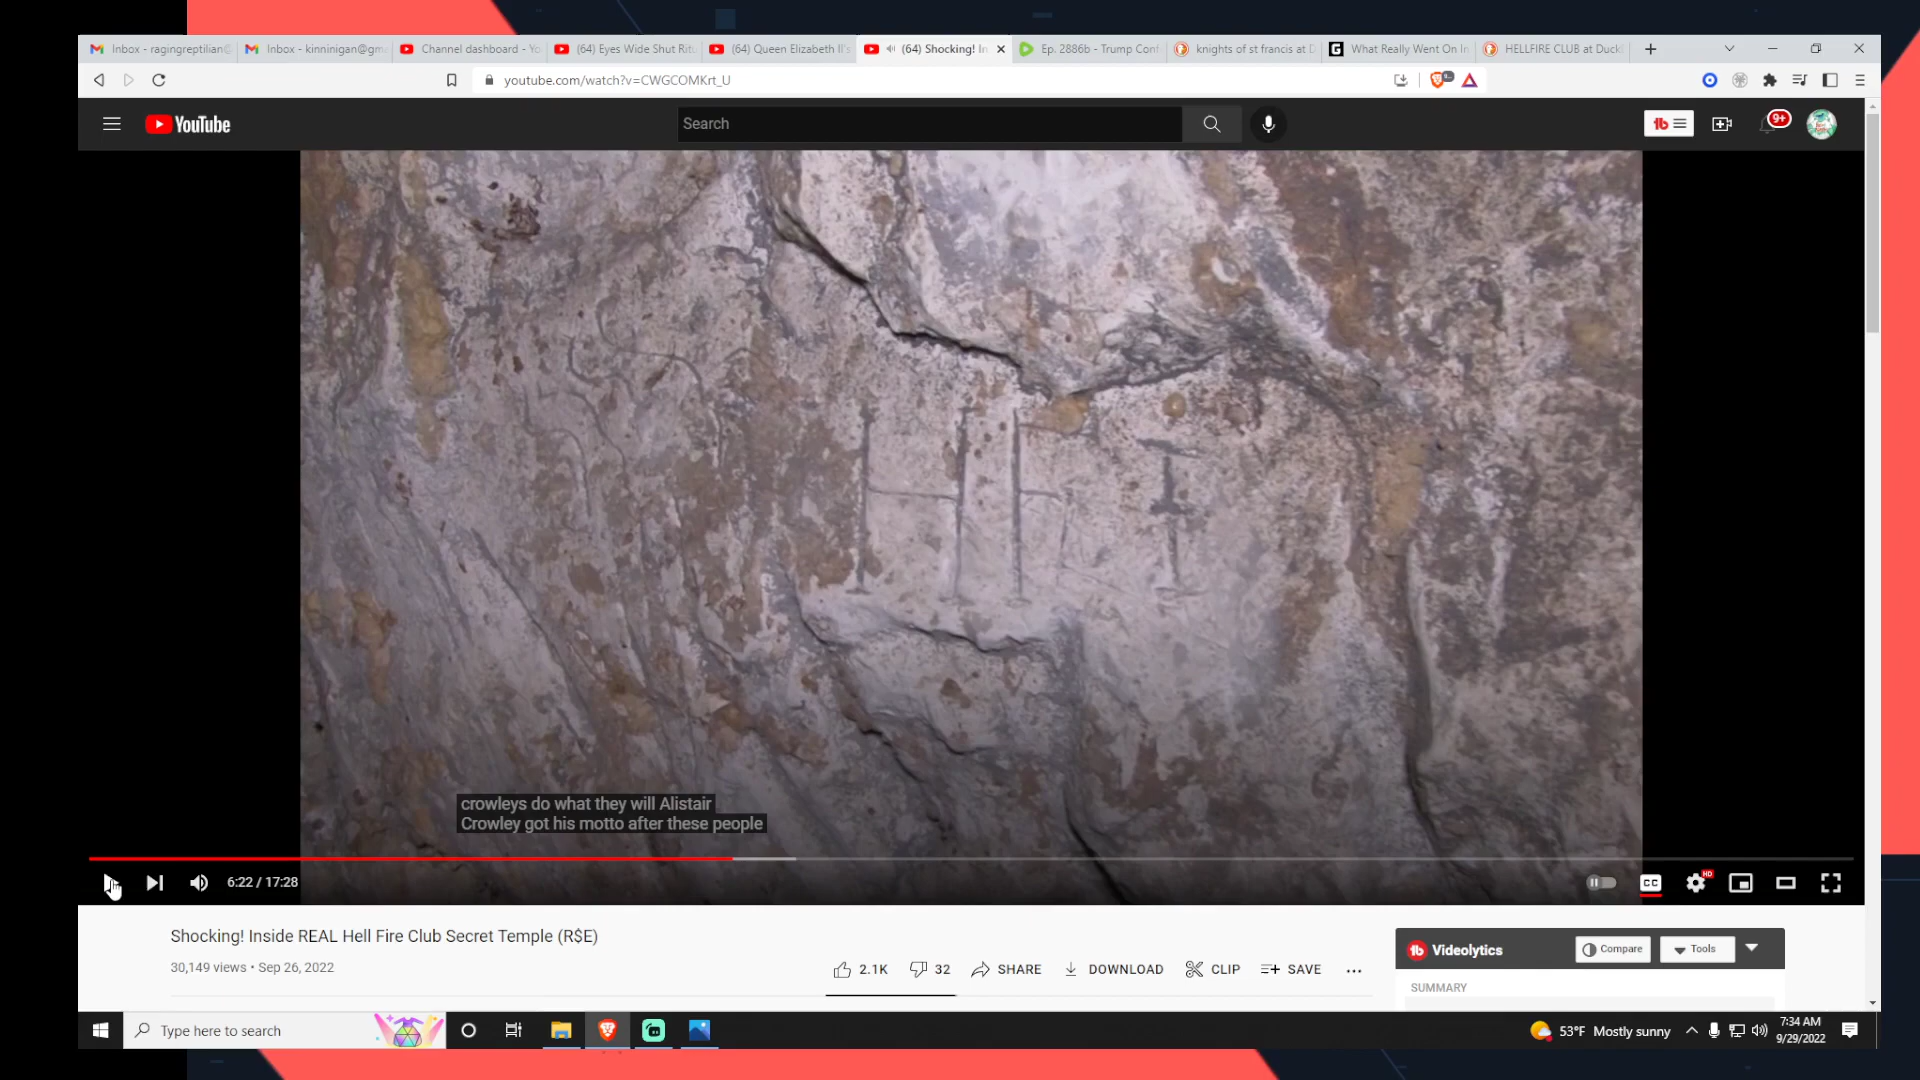 Inbox - ragingreptilian@
Inbox - kinninigan@gm
Channel dashboard - Yo
(64) Eyes Wide Shut Ritu
(64) Queen Elizabeth II's
(64) Shocking! In
Ep. 2886b - Trump Conf
knights of st francis at D
What Really Went On In
HELLFIRE CLUB at Duck
youtube.com/watch?v=CWGCOMKrt_U
YouTube
Search
9+
crowleys do what they will Alistair
Crowley got his motto after these people
6:22 / 17:28
CC
HD
Shocking! Inside REAL Hell Fire Club Secret Temple (R$E)
30,149 views • Sep 26, 2022
2.1K
32
SHARE
DOWNLOAD
CLIP
SAVE
Videolytics
Compare
Tools
SUMMARY
Type here to search
53°F Mostly sunny
7:34 AM
9/29/2022